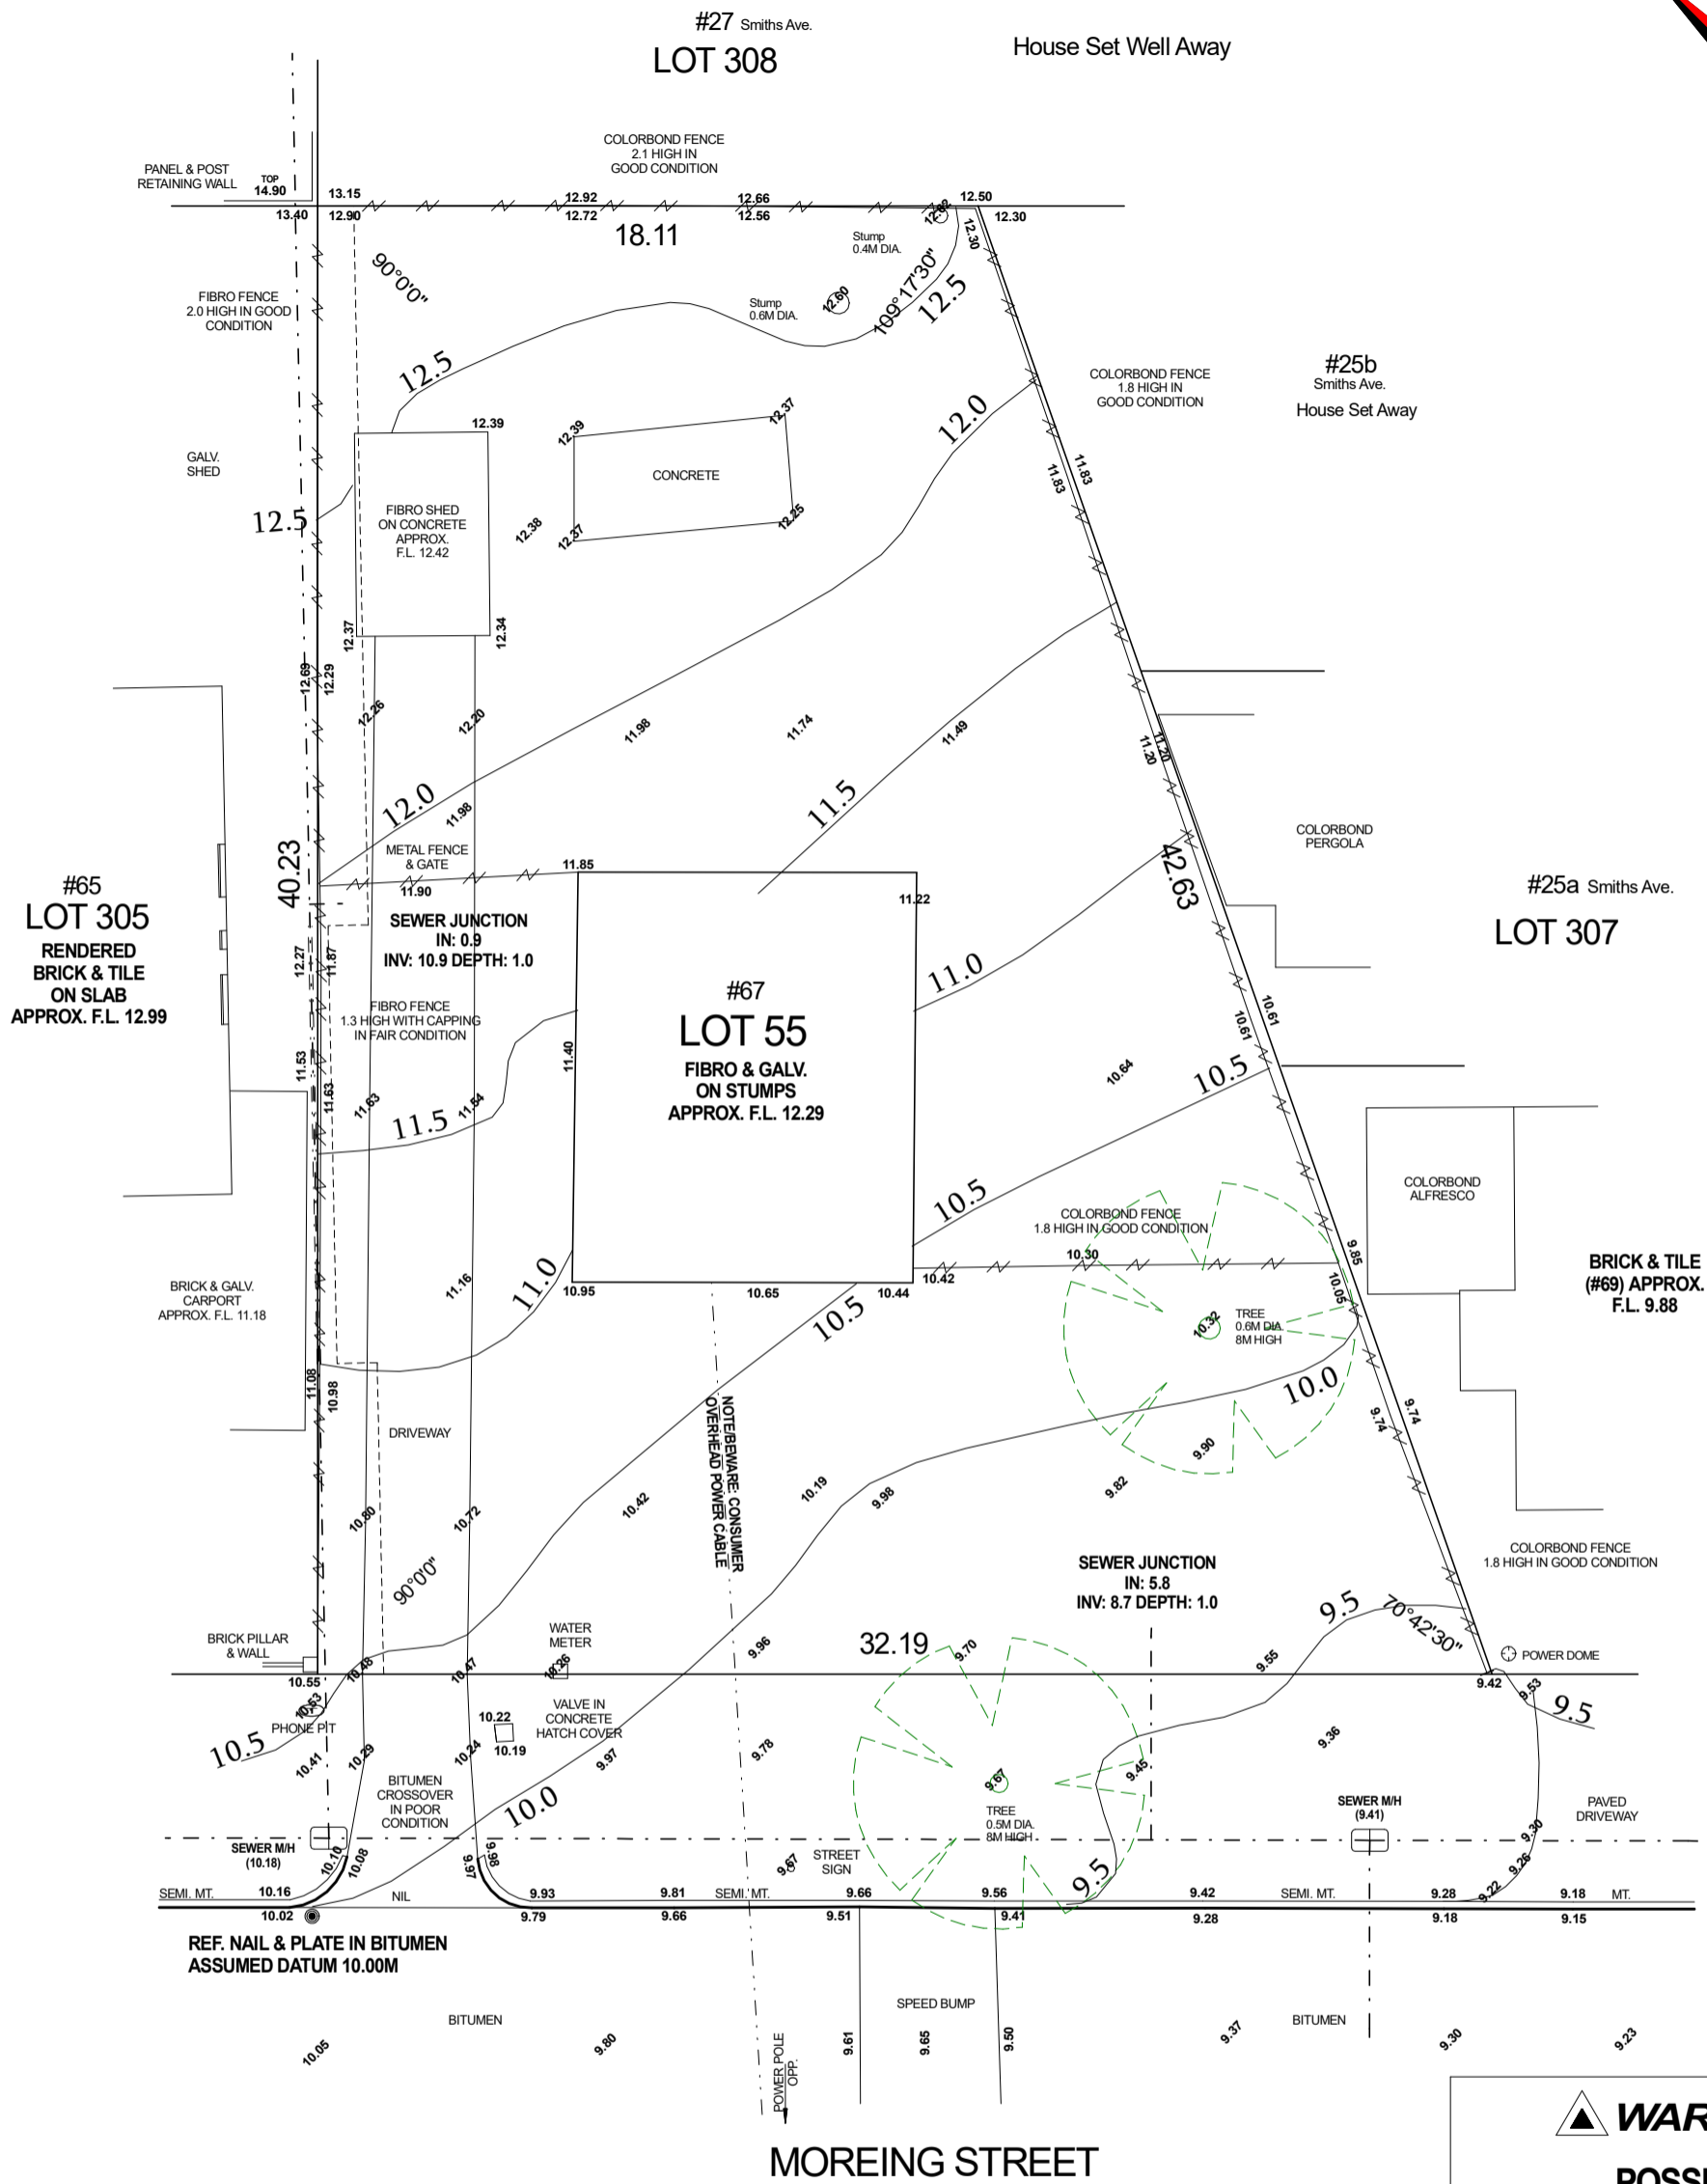 #27 Smiths Ave.
LOT 308
House Set Well Away
COLORBOND FENCE
2.1 HIGH IN
GOOD CONDITION
PANEL & POST
RETAINING WALL
TOP
14.90
13.15
12.92
12.66
12.50
13.40
12.90
12.72
12.56
12.62
12.30
12.30
18.11
Stump
0.4M DIA.
90°0'0"
109°17'30"
12.5
FIBRO FENCE
2.0 HIGH IN GOOD
CONDITION
Stump
0.6M DIA.
12.60
12.5
#25b
Smiths Ave.
House Set Away
COLORBOND FENCE
1.8 HIGH IN
GOOD CONDITION
12.0
12.39
12.39
12.37
GALV.
SHED
CONCRETE
11.83
11.83
12.5
FIBRO SHED
ON CONCRETE
APPROX.
F.L. 12.42
12.38
12.37
12.25
12.37
12.34
12.69
12.29
12.26
12.20
11.98
11.74
11.49
11.20
11.20
12.0
11.98
11.5
COLORBOND
PERGOLA
40.23
METAL FENCE
& GATE
11.85
11.90
42.63
#65
LOT 305
RENDERED
BRICK & TILE
ON SLAB
APPROX. F.L. 12.99
11.22
#25a Smiths Ave.
LOT 307
SEWER JUNCTION
IN: 0.9
INV: 10.9 DEPTH: 1.0
12.27
11.87
11.0
#67
LOT 55
FIBRO & GALV.
ON STUMPS
APPROX. F.L. 12.29
FIBRO FENCE
1.3 HIGH WITH CAPPING
IN FAIR CONDITION
10.61
10.61
11.40
11.53
11.63
11.63
11.54
11.5
10.64
10.5
COLORBOND
ALFRESCO
10.5
COLORBOND FENCE
1.8 HIGH IN GOOD CONDITION
10.30
9.85
10.05
BRICK & TILE
(#69) APPROX.
F.L. 9.88
BRICK & GALV.
CARPORT
APPROX. F.L. 11.18
11.16
11.0
10.95
10.65
10.44
10.42
10.5
10.32
TREE
0.6M DIA.
8M HIGH
11.08
10.98
10.0
9.74
9.74
DRIVEWAY
NOTE/BEWARE: CONSUMER
OVERHEAD POWER CABLE
9.90
10.80
10.72
10.42
10.19
9.98
9.82
90°0'0"
SEWER JUNCTION
IN: 5.8
INV: 8.7 DEPTH: 1.0
COLORBOND FENCE
1.8 HIGH IN GOOD CONDITION
9.5
70°42'30"
BRICK PILLAR
& WALL
WATER
METER
9.96
32.19
9.70
9.55
POWER DOME
10.55
10.48
10.47
10.26
9.42
9.53
9.5
10.53
PHONE PIT
10.22
10.19
VALVE IN
CONCRETE
HATCH COVER
10.5
10.41
10.29
10.24
9.97
9.78
9.45
9.36
BITUMEN
CROSSOVER
IN POOR
CONDITION
10.0
9.67
TREE
0.5M DIA.
8M HIGH
SEWER M/H
(9.41)
PAVED
DRIVEWAY
SEWER M/H
(10.18)
10.10
10.08
9.97
9.98
9.67
STREET
SIGN
9.5
9.30
9.26
9.22
SEMI. MT.
10.16
NIL
9.93
9.81
SEMI. MT.
9.66
9.56
9.42
SEMI. MT.
9.28
9.18
MT.
10.02
9.79
9.66
9.51
9.41
9.28
9.18
9.15
REF. NAIL & PLATE IN BITUMEN
ASSUMED DATUM 10.00M
BITUMEN
SPEED BUMP
BITUMEN
10.05
9.80
POWER POLE
OPP.
9.61
9.65
9.50
9.37
9.30
9.23
MOREING STREET
WAR
POSS